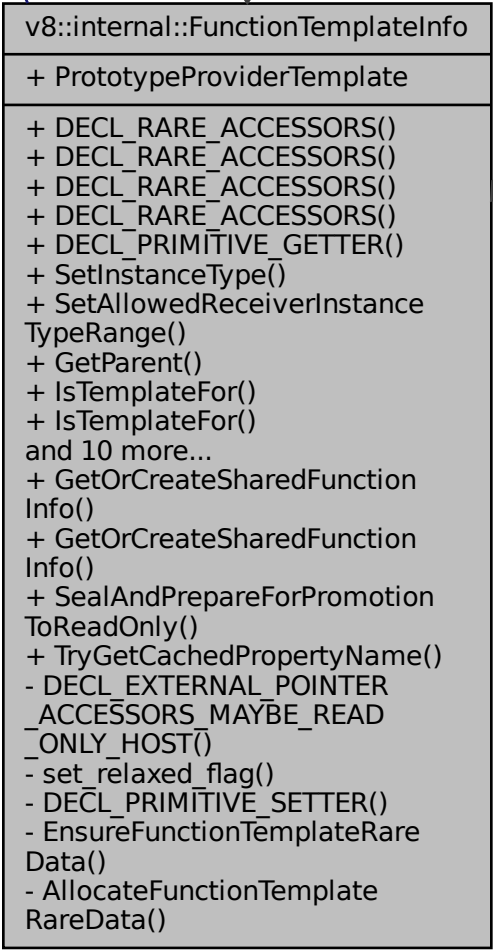 v8::internal::FunctionTemplateInfo
+ PrototypeProviderTemplate
+ DECL_RARE_ACCESSORS()
+ DECL_RARE_ACCESSORS()
+ DECL_RARE_ACCESSORS()
+ DECL_RARE_ACCESSORS()
+ DECL_PRIMITIVE_GETTER()
+ SetInstanceType()
+ SetAllowedReceiverInstance
TypeRange()
+ GetParent()
+ IsTemplateFor()
+ IsTemplateFor()
and 10 more...
+ GetOrCreateSharedFunction
Info()
+ GetOrCreateSharedFunction
Info()
+ SealAndPrepareForPromotion
ToReadOnly()
+ TryGetCachedPropertyName()
- DECL_EXTERNAL_POINTER
_ACCESSORS_MAYBE_READ
_ONLY_HOST()
- set_relaxed_flag()
- DECL_PRIMITIVE_SETTER()
- EnsureFunctionTemplateRare
Data()
- AllocateFunctionTemplate
RareData()